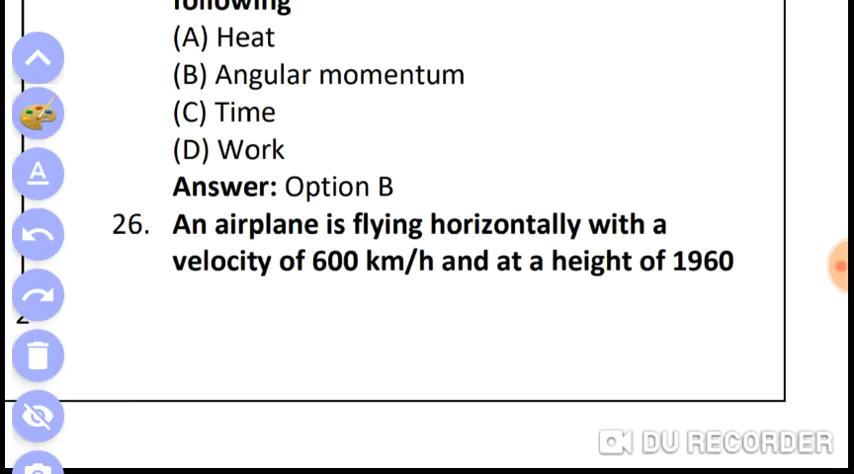 following
(A) Heat
(B) Angular momentum
(C) Time
(D) Work
Answer: Option B
26. An airplane is flying horizontally with a
velocity of 600 km/h and at a height of 1960
A
DU RECORDER